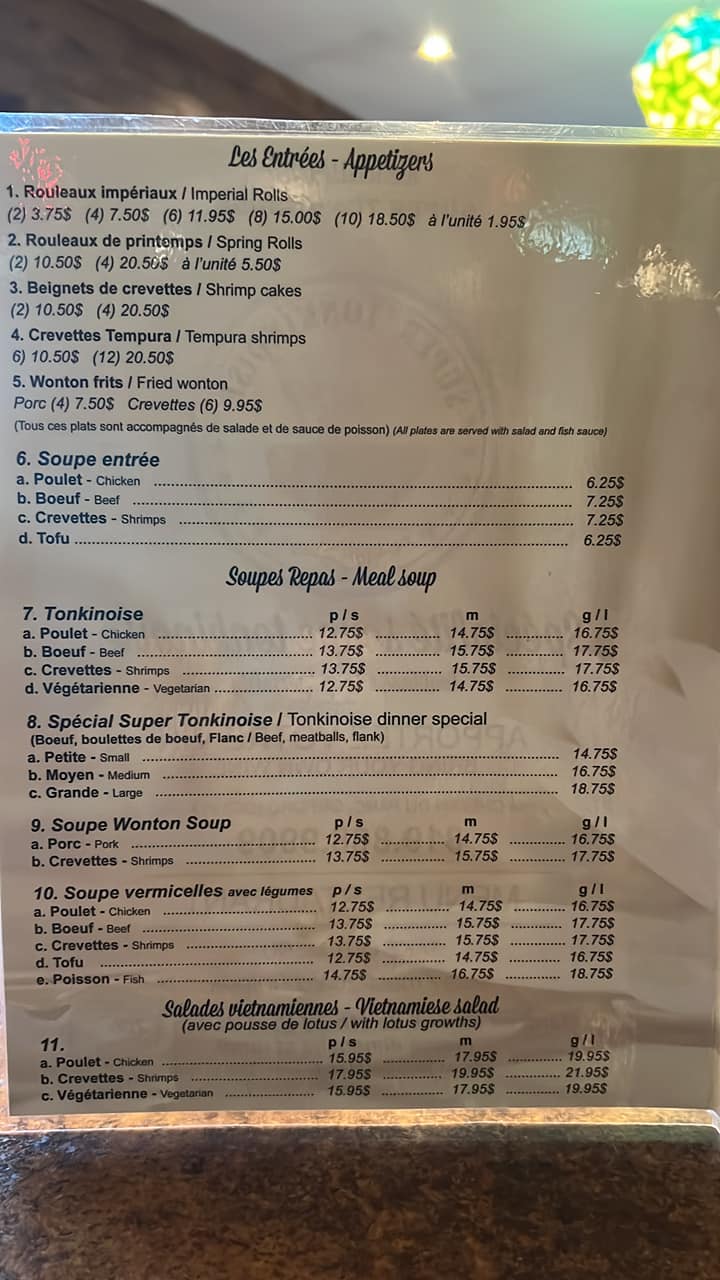 Les Entrées - Appetizers
1. Rouleaux impériaux / Imperial Rolls
(2) 3.75$ (4) 7.50$ (6) 11.95$ (8) 15.00$ (10) 18.50$ à l'unité 1.95$
2. Rouleaux de printemps / Spring Rolls
(2) 10.50$ (4) 20.50$ à l'unité 5.50$
3. Beignets de crevettes / Shrimp cakes
(2) 10.50$ (4) 20.50$
4. Crevettes Tempura / Tempura shrimps
6) 10.50$ (12) 20.50$
5. Wonton frits / Fried wonton
Porc (4) 7.50$ Crevettes (6) 9.95$
(Tous ces plats sont accompagnés de salade et de sauce de poisson) (All plates are served with salad and fish sauce)
6. Soupe entrée
a. Poulet - Chicken ........ 6.25$
b. Boeuf - Beef ........ 7.25$
c. Crevettes - Shrimps ........ 7.25$
d. Tofu ........ 6.25$
Soupes Repas - Meal soup
7. Tonkinoise p / s m g / l
a. Poulet - Chicken ........ 12.75$ ........ 14.75$ ........ 16.75$
b. Boeuf - Beef ........ 13.75$ ........ 15.75$ ........ 17.75$
c. Crevettes - Shrimps ........ 13.75$ ........ 15.75$ ........ 17.75$
d. Végétarienne - Vegetarian ........ 12.75$ ........ 14.75$ ........ 16.75$
8. Spécial Super Tonkinoise / Tonkinoise dinner special
(Boeuf, boulettes de boeuf, Flanc / Beef, meatballs, flank)
a. Petite - Small ........ 14.75$
b. Moyen - Medium ........ 16.75$
c. Grande - Large ........ 18.75$
9. Soupe Wonton Soup p / s m g / l
a. Porc - Pork ........ 12.75$ ........ 14.75$ ........ 16.75$
b. Crevettes - Shrimps ........ 13.75$ ........ 15.75$ ........ 17.75$
10. Soupe vermicelles avec légumes p / s m g / l
a. Poulet - Chicken ........ 12.75$ ........ 14.75$ ........ 16.75$
b. Boeuf - Beef ........ 13.75$ ........ 15.75$ ........ 17.75$
c. Crevettes - Shrimps ........ 13.75$ ........ 15.75$ ........ 17.75$
d. Tofu ........ 12.75$ ........ 14.75$ ........ 16.75$
e. Poisson - Fish ........ 14.75$ ........ 16.75$ ........ 18.75$
Salades vietnamiennes - Vietnamiese salad
(avec pousse de lotus / with lotus growths)
11. p / s m g / l
a. Poulet - Chicken ........ 15.95$ ........ 17.95$ ........ 19.95$
b. Crevettes - Shrimps ........ 17.95$ ........ 19.95$ ........ 21.95$
c. Végétarienne - Vegetarian ........ 15.95$ ........ 17.95$ ........ 19.95$